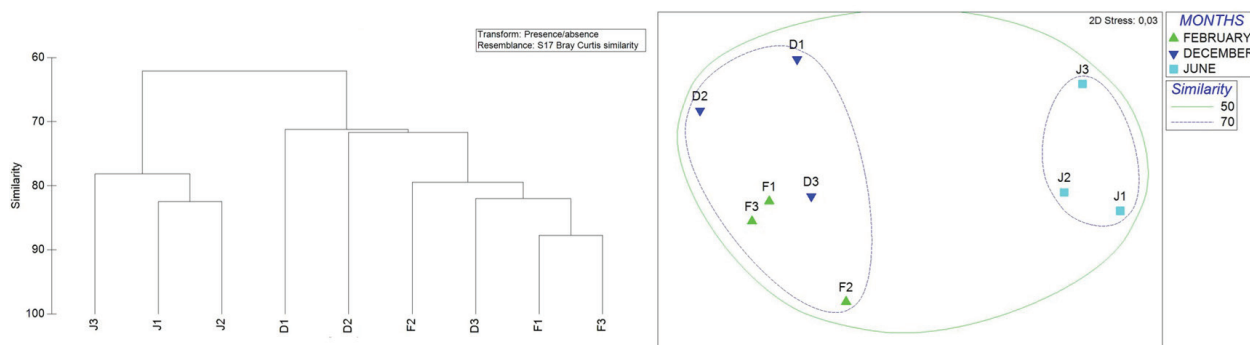 Transform: Presence/absence
Resemblance: S17 Bray Curtis similarity
60
70
80
90
100
Similarity
J3
J1
J2
D1
D2
F2
D3
F1
F3
2D Stress: 0,03
D1
D2
J3
F1
D3
F3
J2
J1
F2
MONTHS
FEBRUARY
DECEMBER
JUNE
Similarity
50
70